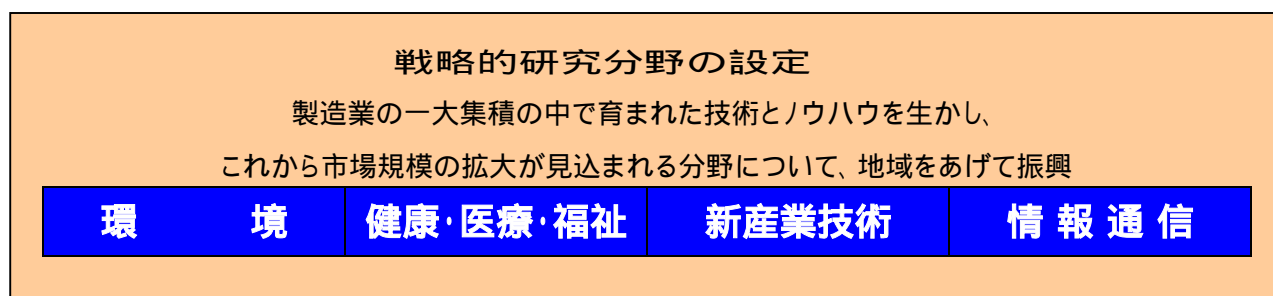 戦略的研究分野の設定
製造業の一大集積の中で育まれた技術とノウハウを生かし、
これから市場規模の拡大が見込まれる分野について、地域をあげて振興
環 境 健康・医療・福祉 新産業技術 情報通信